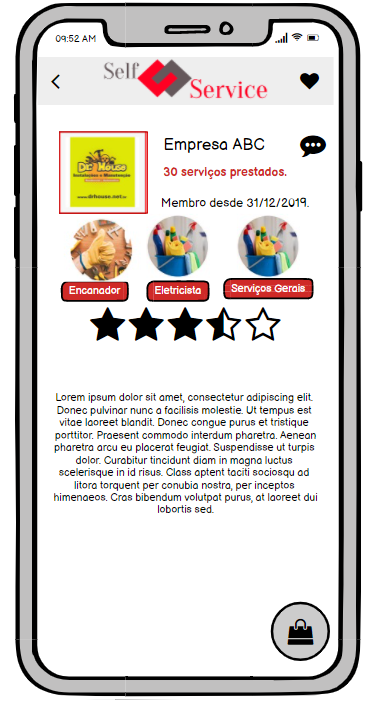 09:52 AM
Self
Service
Empresa ABC
30 serviços prestados.
Membro desde 31/12/2019.
Dr House
Instalações e Manutenção
www.drhouse.net.br
Encanador
Eletricista
Serviços Gerais
Lorem ipsum dolor sit amet, consectetur adipiscing elit.
Donec pulvinar nunc a facilisis molestie. Ut tempus est
vitae laoreet blandit. Donec congue purus et tristique
porttitor. Praesent commodo interdum pharetra. Aenean
pharetra arcu eu placerat feugiat. Suspendisse ut turpis
dolor. Curabitur tincidunt diam in magna luctus
scelerisque in id risus. Class aptent taciti sociosqu ad
litora torquent per conubia nostra, per inceptos
himenaeos. Cras bibendum volutpat purus, at laoreet dui
lobortis sed.